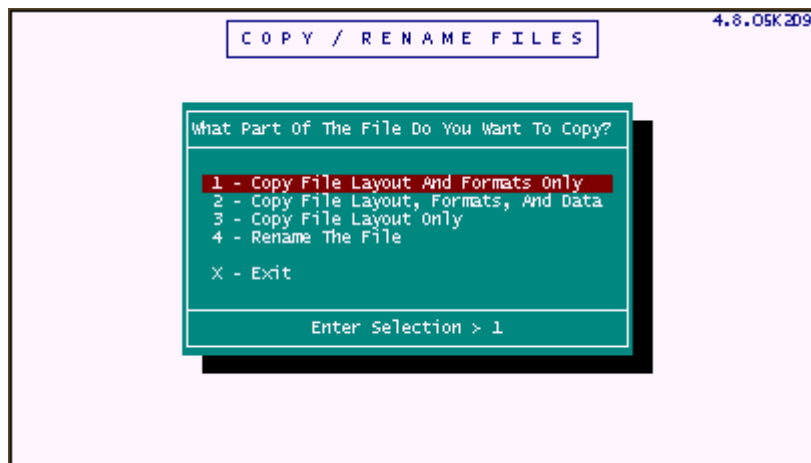 4.8.05K2D9
COPY / RENAME FILES
What Part Of The File Do You Want To Copy?
1 - Copy File Layout And Formats Only
2 - Copy File Layout, Formats, And Data
3 - Copy File Layout Only
4 - Rename The File
X - Exit
Enter Selection > 1